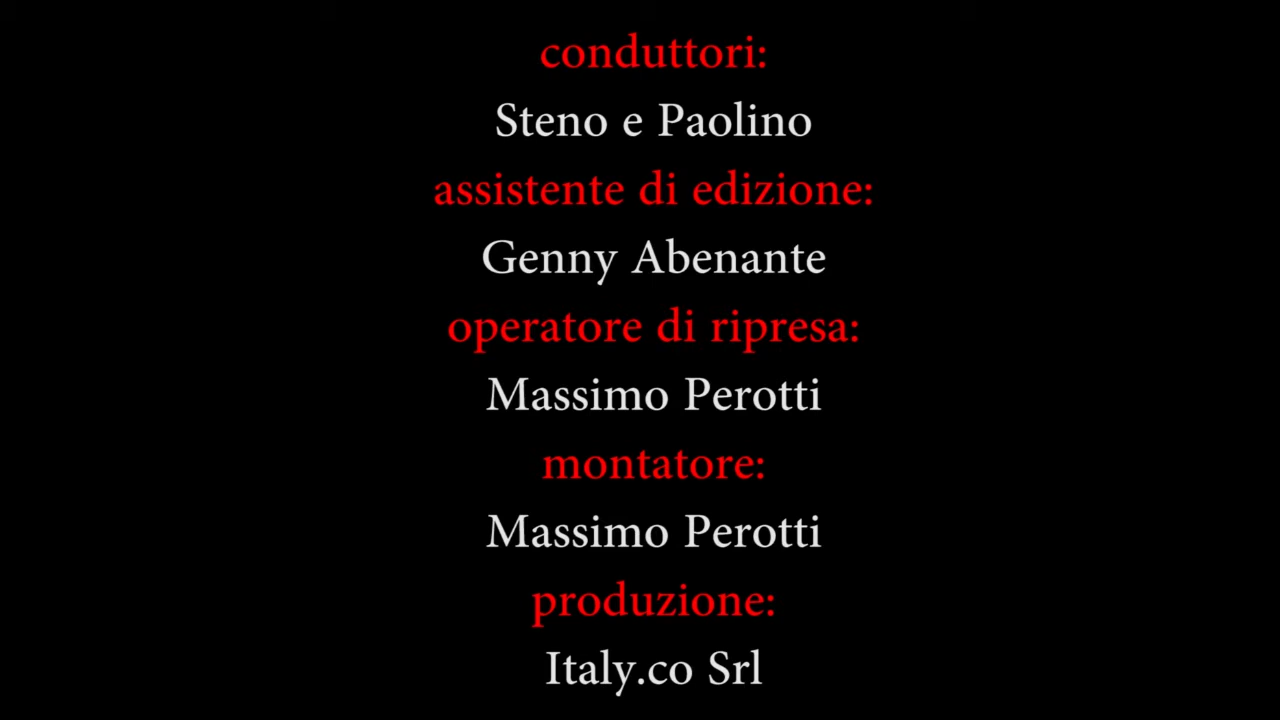 conduttori:
Steno e Paolino
assistente di edizione:
Genny Abenante
operatore di ripresa:
Massimo Perotti
montatore:
Massimo Perotti
produzione:
Italy.co Srl